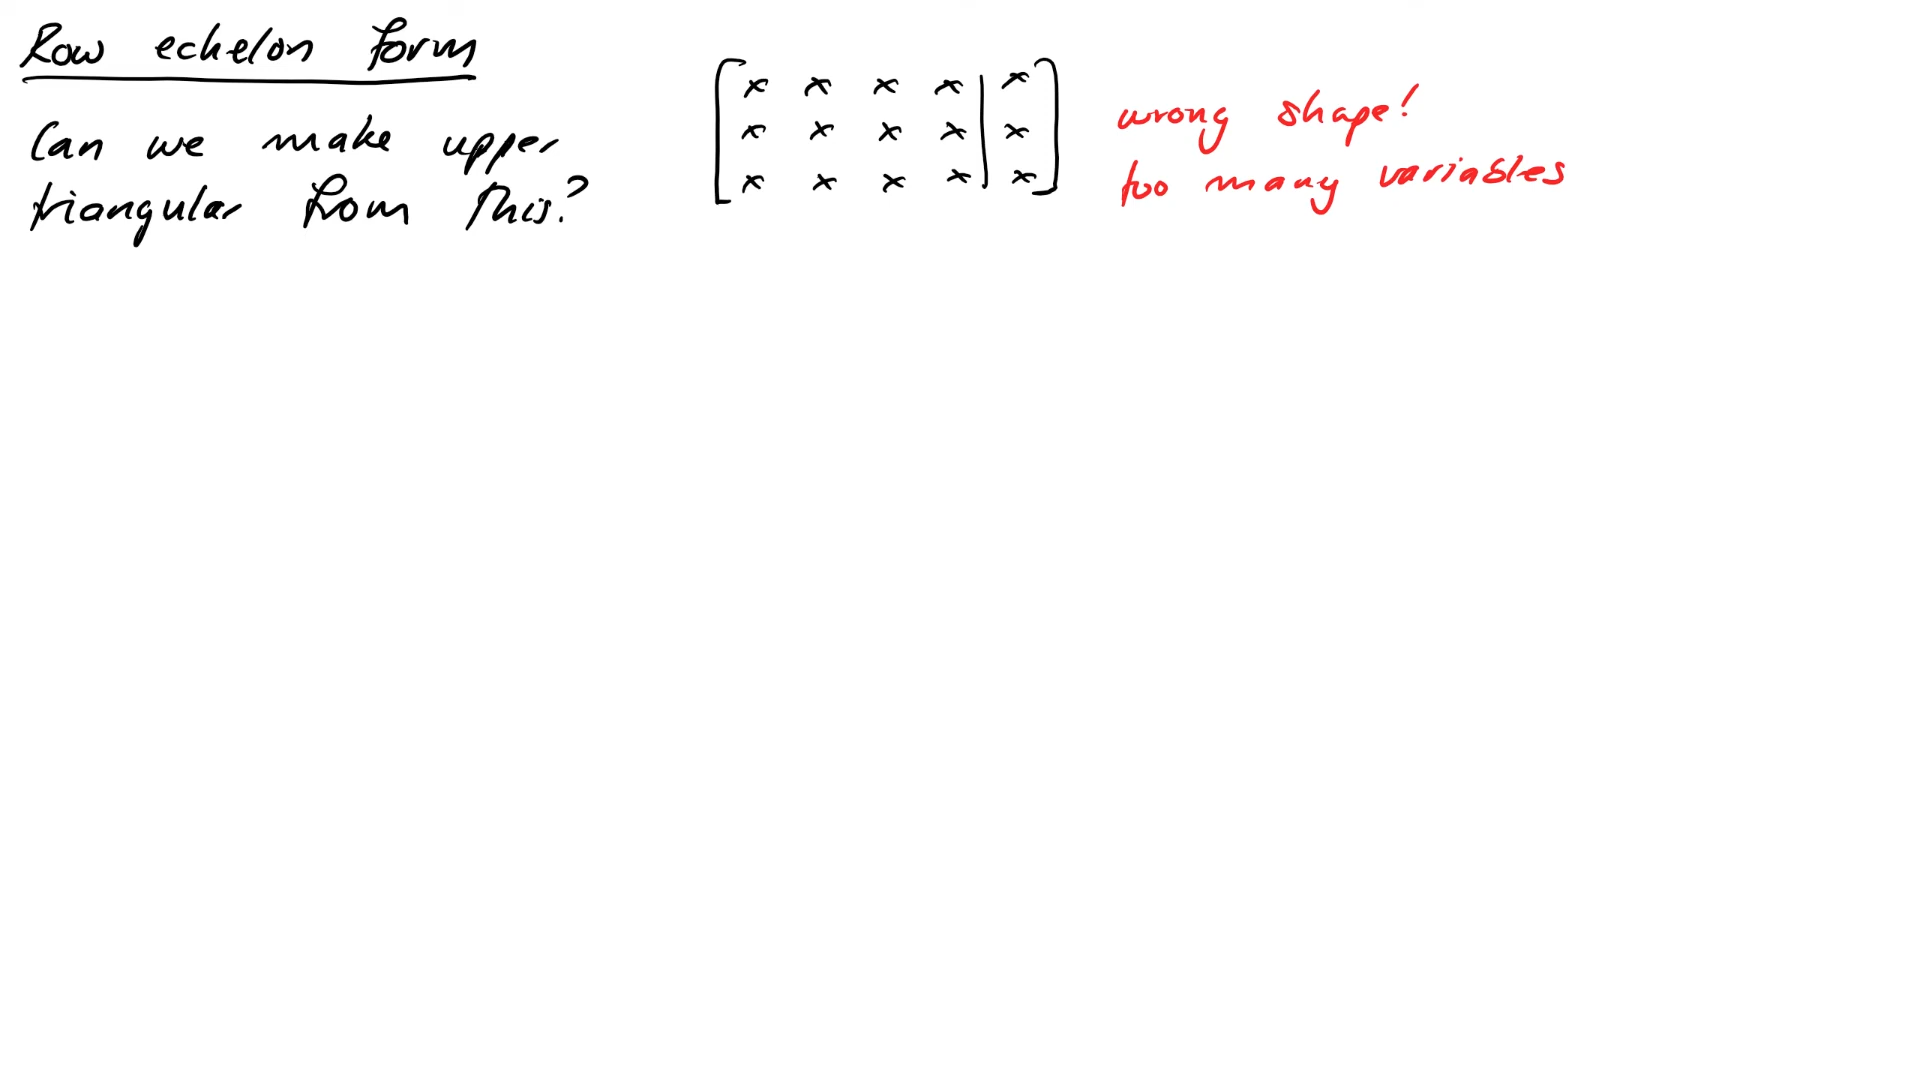 Row echelon form
Can we make upper
triangular from this?
x x x x | x
x x x x | x
x x x x | x
wrong shape!
too many variables